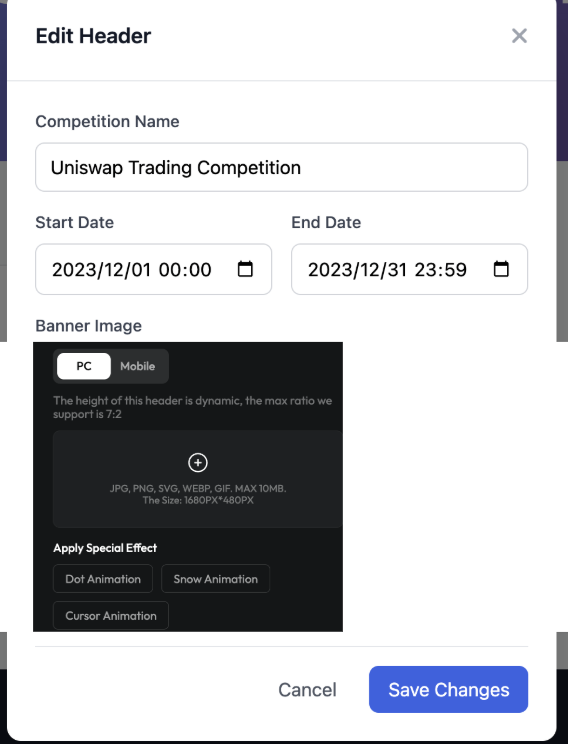 Edit Header
Competition Name
Uniswap Trading Competition
Start Date
End Date
2023/12/01 00:00
2023/12/31 23:59
Banner Image
PC
Mobile
The height of this header is dynamic, the max ratio we
support is 7:2
JPG, PNG, SVG, WEBP, GIF. MAX 10MB.
The Size: 1680PX*480PX
Apply Special Effect
Dot Animation
Snow Animation
Cursor Animation
Cancel
Save Changes